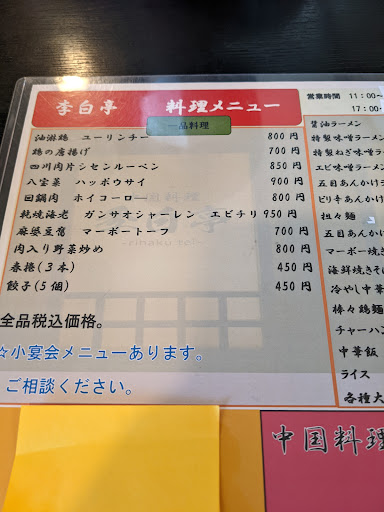 李白亭 料理メニュー
一品料理
油淋鶏 ユーリンチー 800円
鶏の唐揚げ 700円
四川肉片 シセンルーペン 850円
八宝菜 ハッポウサイ 900円
回鍋肉 ホイコーロー 800円
乾焼海老 ガンサオシャーレン エビチリ 950円
麻婆豆腐 マーボートーフ 700円
肉入り野菜炒め 800円
春捲(3本) 450円
餃子(5個) 450円
全品税込価格。
☆小宴会メニューあります。
ご相談ください。
営業時間 11:00~
17:00~
醤油ラーメン
特製味噌ラーメン
特製ねぎ味噌ラ
エビ味噌ラーメ
五目あんかけ
ピリ辛あんかけ
担々麺
五目あんかけ
マーボー焼き
海鮮焼きそ
冷やし中華
棒々鶏麺
チャーハン
中華飯
ライス
各種大
中国料理